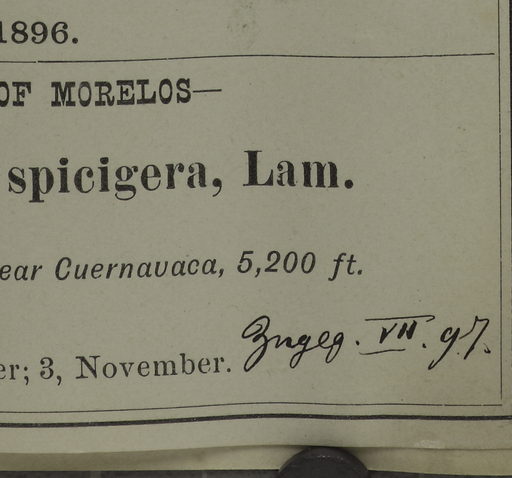 1896.
OF MORELOS—
spicigera, Lam.
ear Cuernavaca, 5,200 ft.
er; 3, November. Zugeg. VII. 97.